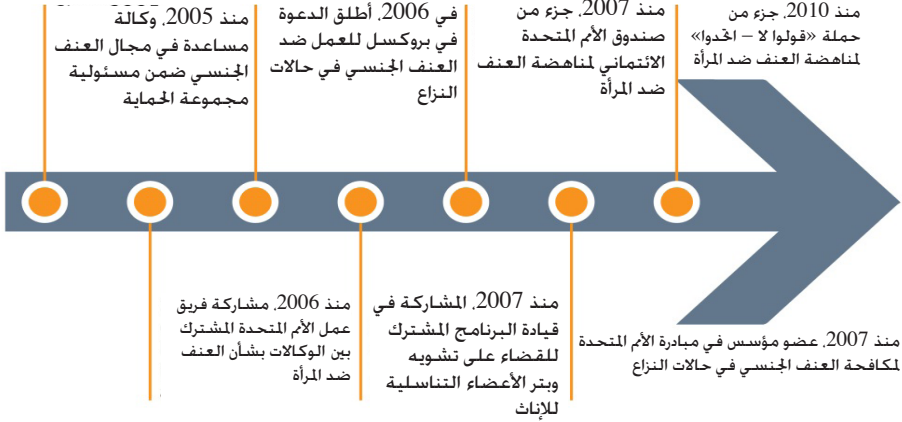 منذ 2005، وكالة
مساعدة في مجال العنف
الجنسي ضمن مسئولية
مجموعة الحماية
في 2006، أطلق الدعوة
في بروكسل للعمل ضد
العنف الجنسي في حالات
النزاع
منذ 2007، جزء من
صندوق الأمم المتحدة
الائتماني لمناهضة العنف
ضد المرأة
منذ 2010، جزء من
حملة «قولوا لا – اتحدوا»
لمناهضة العنف ضد المرأة
منذ 2006، مشاركة فريق
عمل الأمم المتحدة المشترك
بين الوكالات بشأن العنف
ضد المرأة
منذ 2007، المشاركة في
قيادة البرنامج المشترك
للقضاء على تشويه
وبتر الأعضاء التناسلية
للإناث
منذ 2007، عضو مؤسس في مبادرة الأمم المتحدة
لمكافحة العنف الجنسي في حالات النزاع